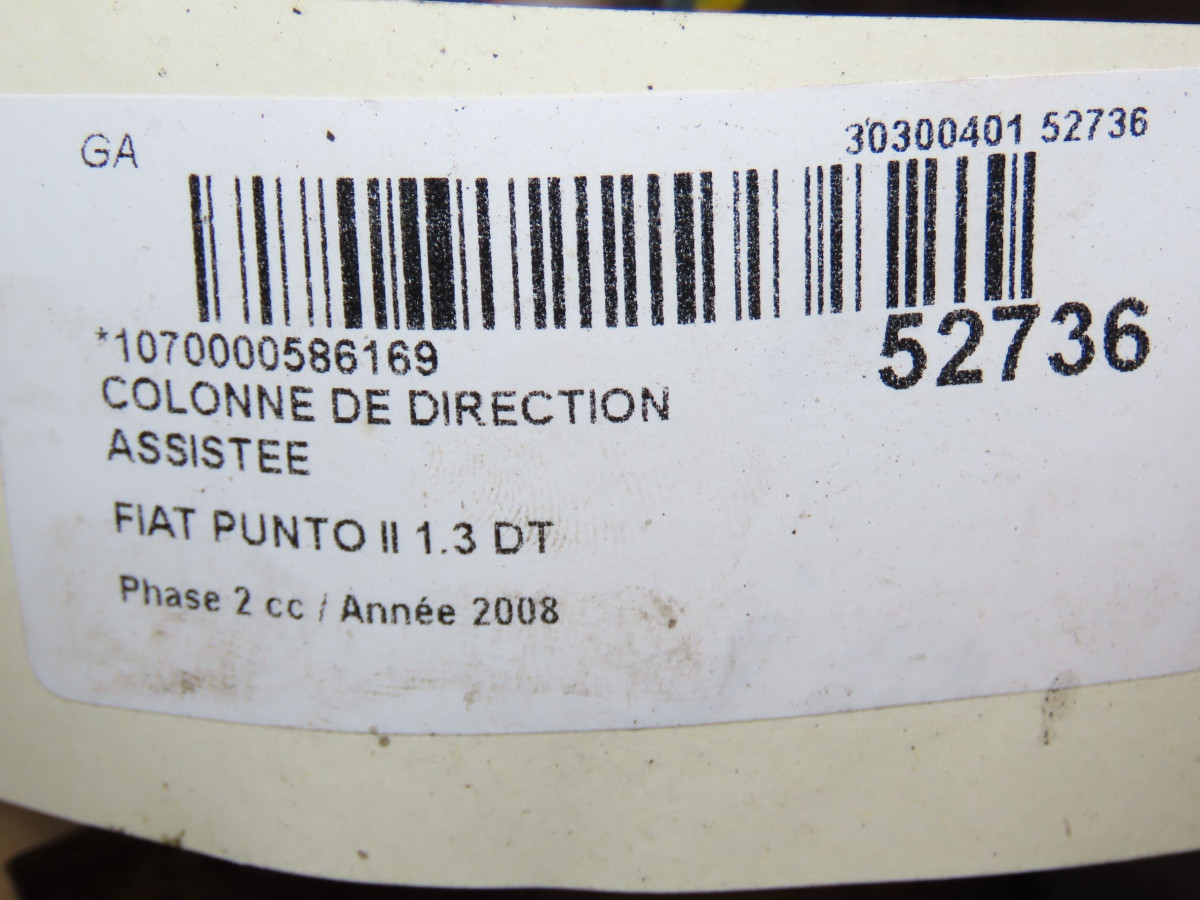 GA
30300401 52736
*1070000586169
52736
COLONNE DE DIRECTION
ASSISTEE
FIAT PUNTO II 1.3 DT
Phase 2 cc / Année 2008